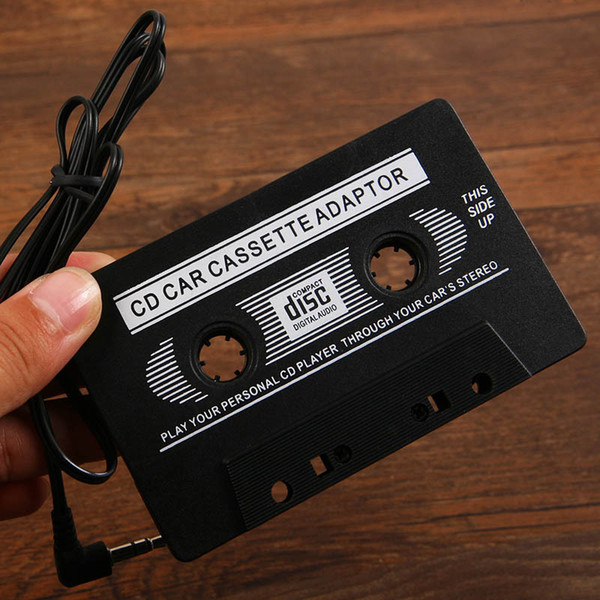 CD CAR CASSETTE ADAPTOR
THIS
SIDE
UP
COMPACT
disc
DIGITAL AUDIO
PLAY YOUR PERSONAL CD PLAYER THROUGH YOUR CAR'S STEREO